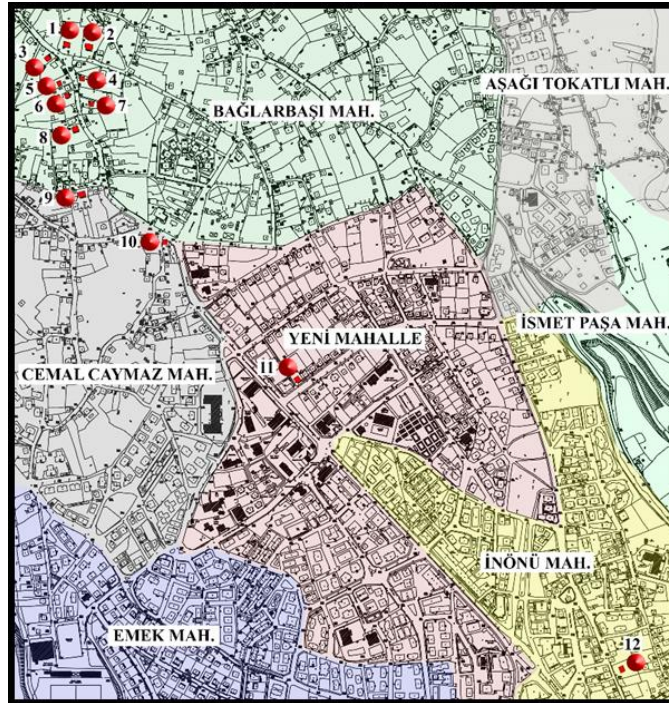 1
2
3
4
5
6
7
8
9
10
11
12
BAĞLARBAŞI MAH.
AŞAĞI TOKATLI MAH.
YENİ MAHALLE
İSMET PAŞA MAH.
CEMAL CAYMAZ MAH.
İNÖNÜ MAH.
EMEK MAH.